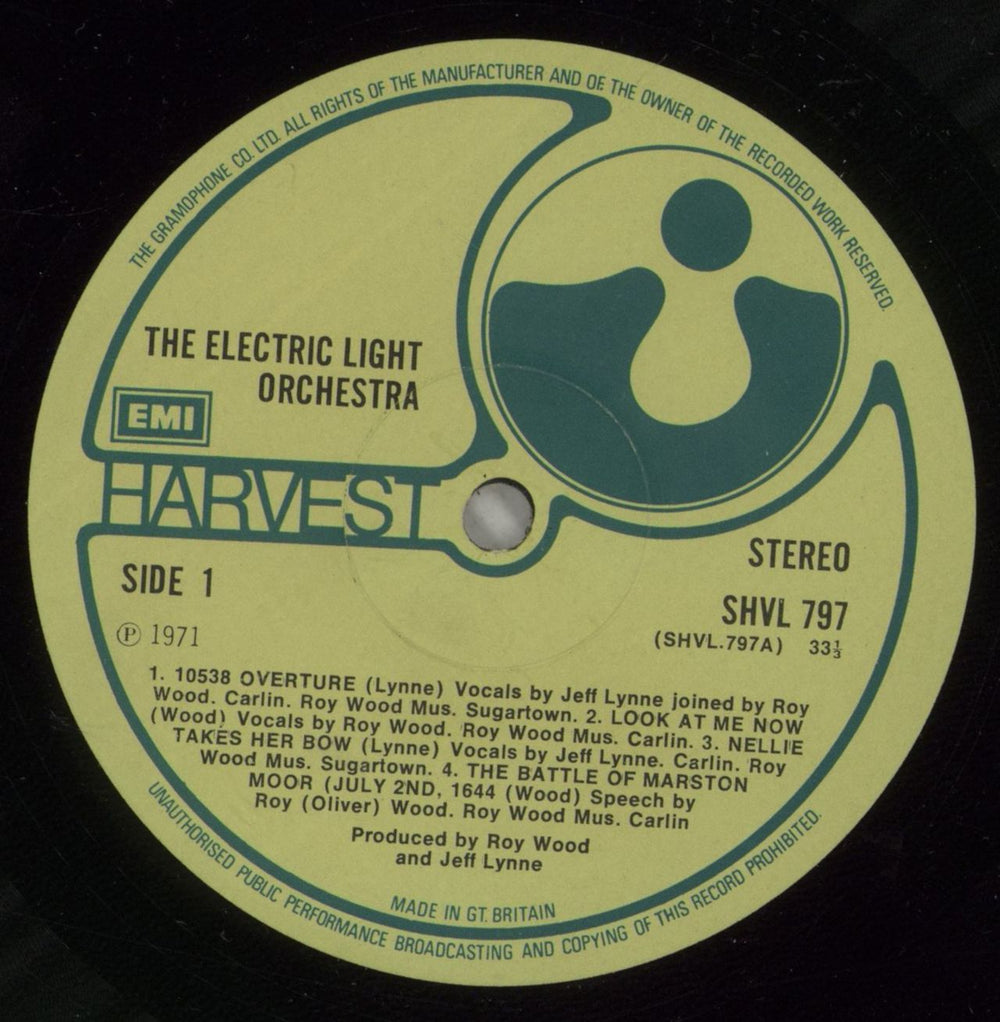 THE GRAMOPHONE CO. LTD. ALL RIGHTS OF THE MANUFACTURER AND OE THE OWNER OF THE RECORDED WORK RESERVED.
THE ELECTRIC LIGHT
ORCHESTRA
EMI
HARVEST
SIDE 1
℗ 1971
STEREO
SHVL 797
(SHVL.797A) 33⅓
1. 10538 OVERTURE (Lynne) Vocals by Jeff Lynne joined by Roy
Wood. Carlin. Roy Wood Mus. Sugartown. 2. LOOK AT ME NOW
(Wood) Vocals by Roy Wood. Roy Wood Mus. Carlin. 3. NELLIE
TAKES HER BOW (Lynne) Vocals by Jeff Lynne. Carlin. Roy
Wood Mus. Sugartown. 4. THE BATTLE OF MARSTON
MOOR (JULY 2ND, 1644 (Wood) Speech by
Roy (Oliver) Wood. Roy Wood Mus. Carlin
Produced by Roy Wood
and Jeff Lynne
MADE IN GT. BRITAIN
UNAUTHORISED PUBLIC PERFORMANCE BROADCASTING AND COPYING OF THIS RECORD PROHIBITED.